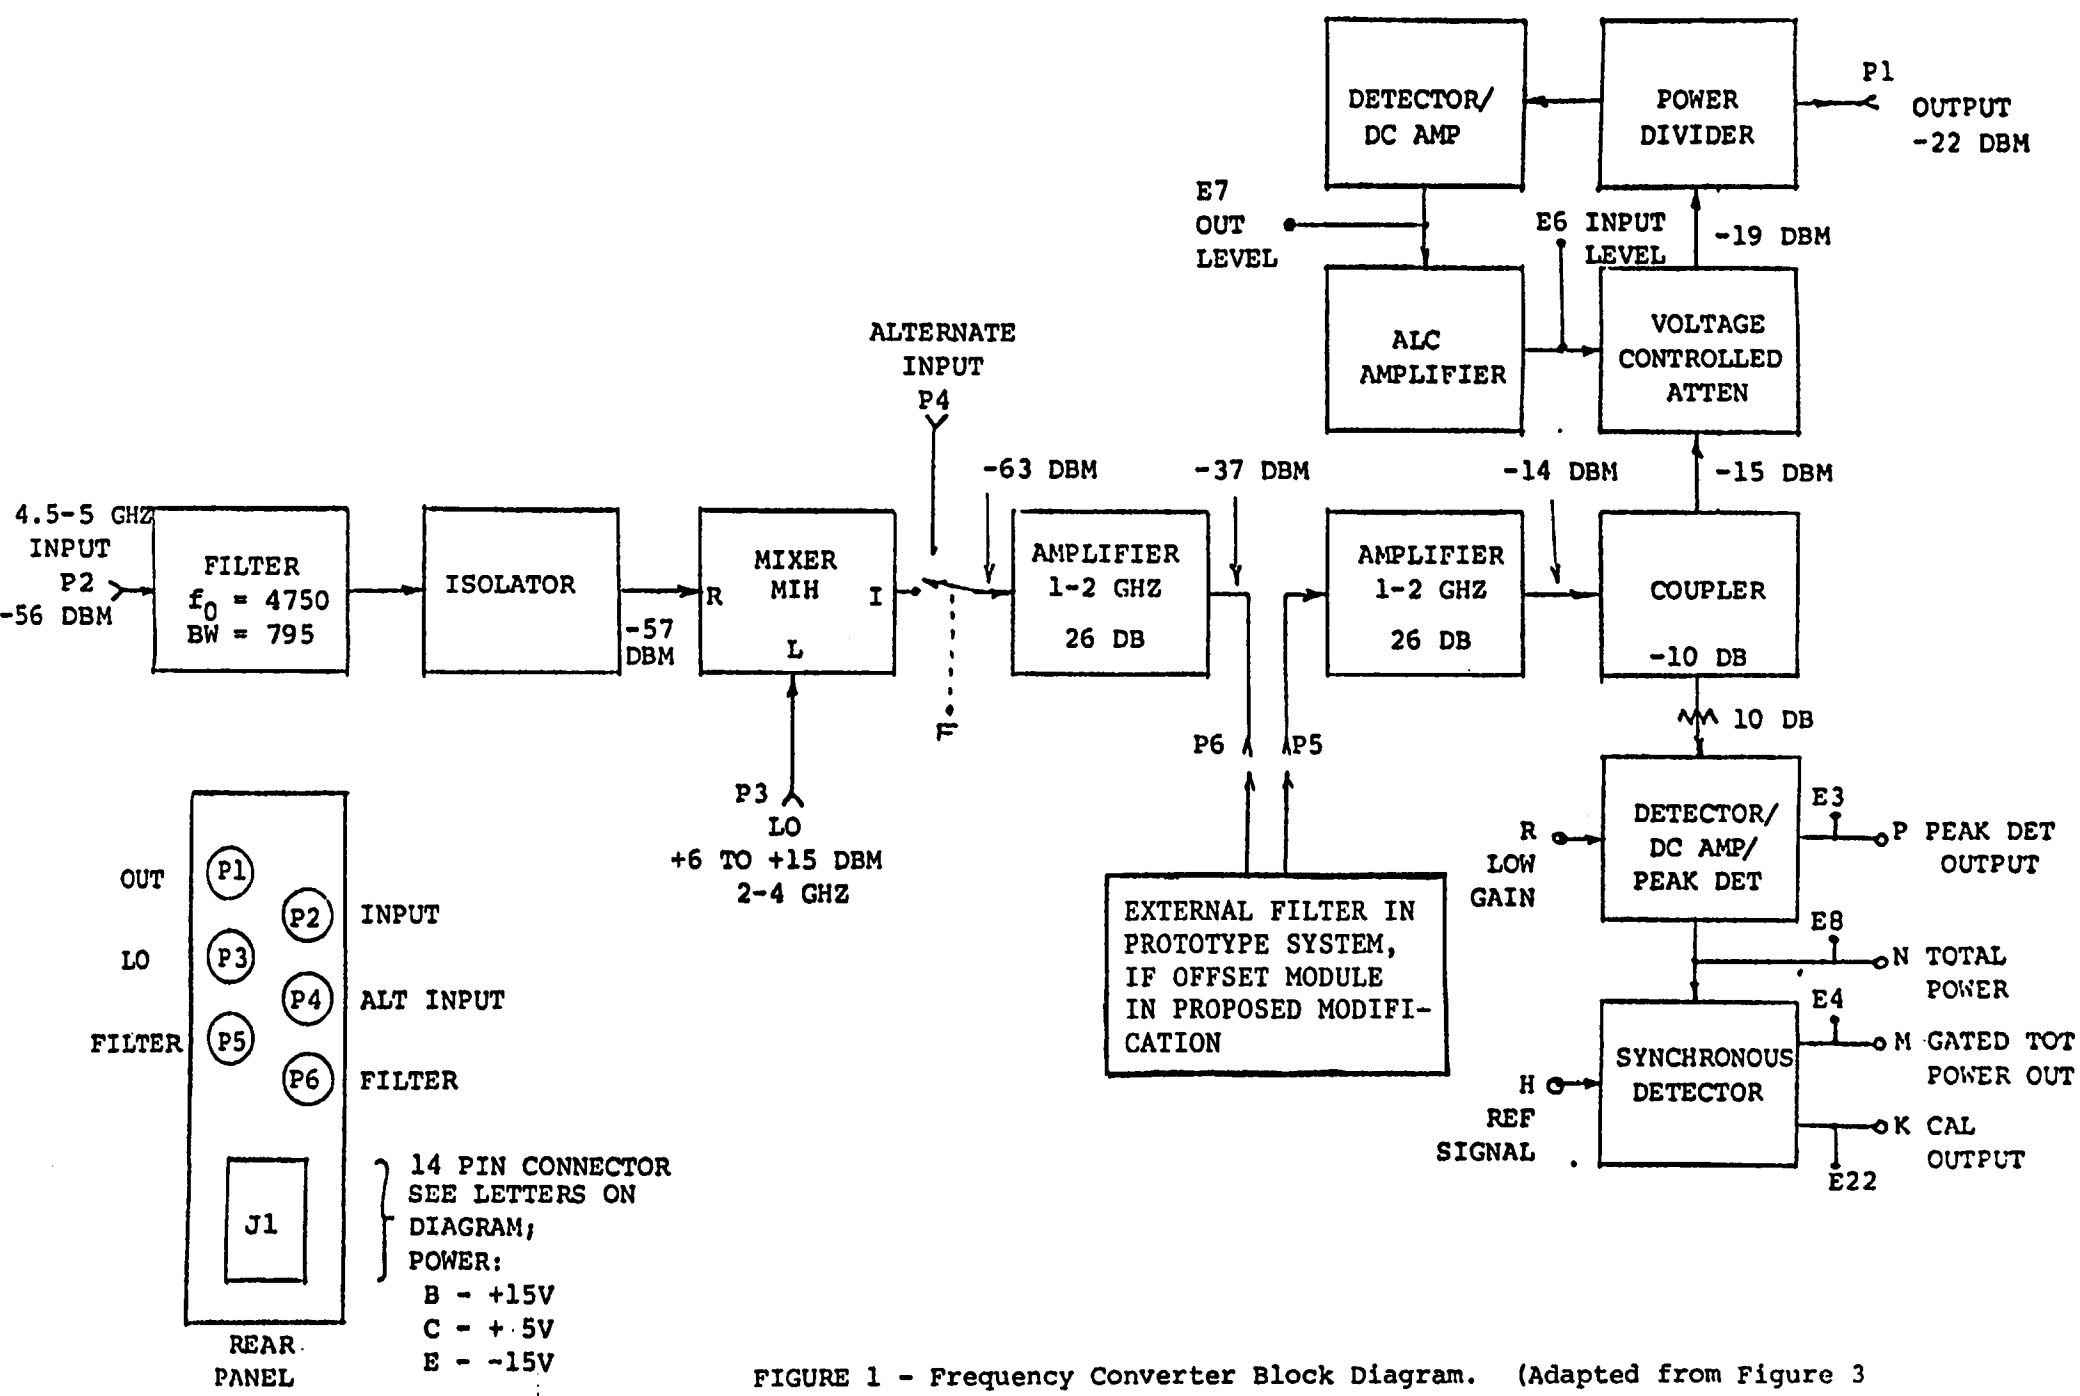 DETECTOR/
DC AMP
POWER
DIVIDER
P1
OUTPUT
-22 DBM
E7
OUT
LEVEL
E6 INPUT
LEVEL
-19 DBM
ALC
AMPLIFIER
VOLTAGE
CONTROLLED
ATTEN
ALTERNATE
INPUT
P4
-63 DBM
-37 DBM
-14 DBM
-15 DBM
4.5-5 GHZ
INPUT
P2
-56 DBM
FILTER
f0 = 4750
BW = 795
ISOLATOR
-57
DBM
MIXER
MIH
R
I
L
AMPLIFIER
1-2 GHZ
26 DB
AMPLIFIER
1-2 GHZ
26 DB
COUPLER
-10 DB
F
10 DB
P6
P5
P3
LO
+6 TO +15 DBM
2-4 GHZ
R
LOW
GAIN
DETECTOR/
DC AMP/
PEAK DET
E3
P PEAK DET
OUTPUT
EXTERNAL FILTER IN
PROTOTYPE SYSTEM,
IF OFFSET MODULE
IN PROPOSED MODIFI-
CATION
E8
N TOTAL
POWER
E4
M GATED TOT
POWER OUT
H
REF
SIGNAL
SYNCHRONOUS
DETECTOR
K CAL
OUTPUT
E22
OUT
P1
P2
INPUT
LO
P3
P4
ALT INPUT
FILTER
P5
P6
FILTER
J1
14 PIN CONNECTOR
SEE LETTERS ON
DIAGRAM;
POWER:
B - +15V
C - + 5V
E - -15V
REAR
PANEL
FIGURE 1 - Frequency Converter Block Diagram. (Adapted from Figure 3